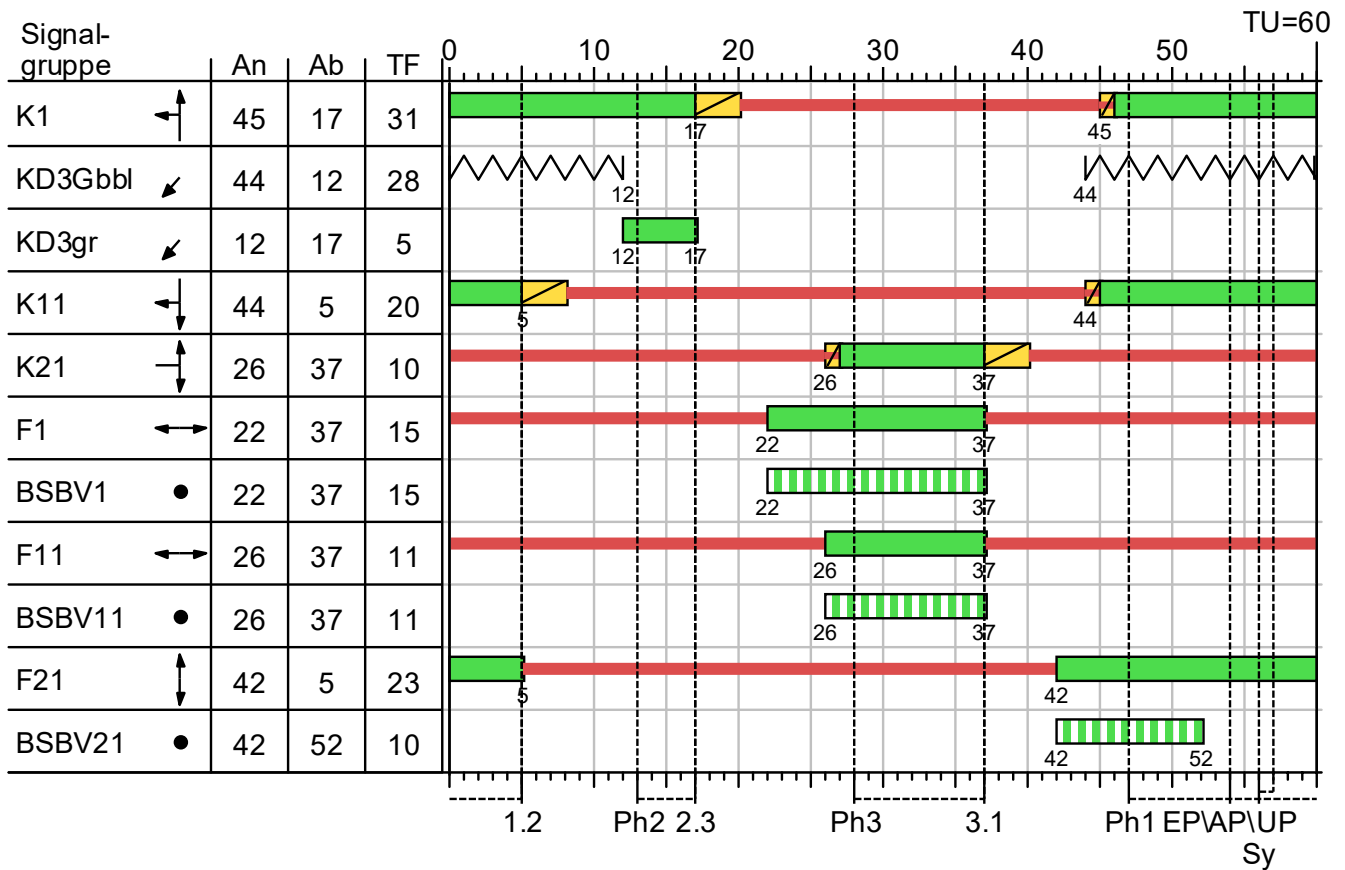 TU=60
Signal-
gruppe An Ab TF 0 10 20 30 40 50
K1 45 17 31 17 45
KD3Gbbl 44 12 28 12 44
KD3gr 12 17 5 12 17
K11 44 5 20 5 44
K21 26 37 10 26 37
F1 22 37 15 22 37
BSBV1 22 37 15 22 37
F11 26 37 11 26 37
BSBV11 26 37 11 26 37
F21 42 5 23 5 42
BSBV21 42 52 10 42 52
1.2 Ph2 2.3 Ph3 3.1 Ph1 EP\AP\UP
Sy